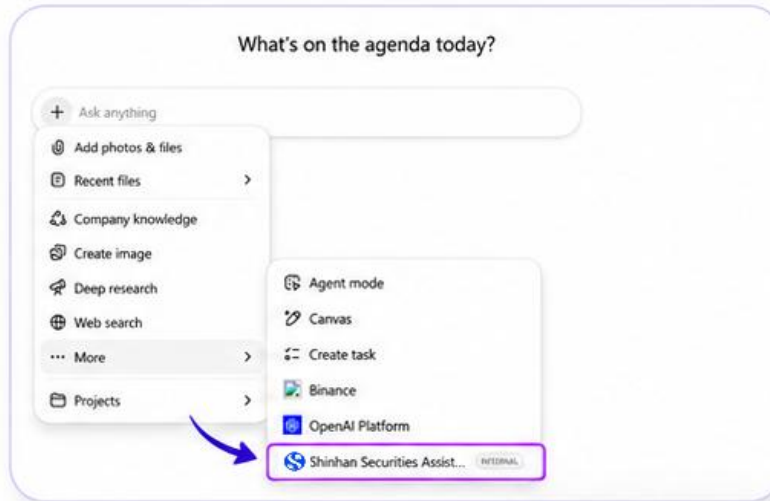 What's on the agenda today?
Ask anything
Add photos & files
Recent files
Company knowledge
Create image
Deep research
Web search
More
Projects
Agent mode
Canvas
Create task
Binance
OpenAI Platform
Shinhan Securities Assist... INTERNAL